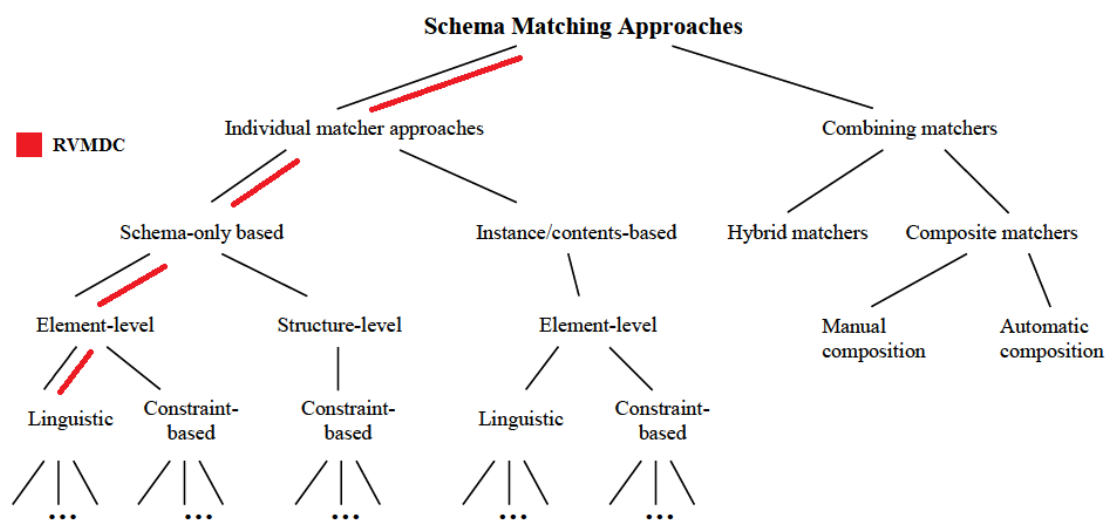 Schema Matching Approaches
Individual matcher approaches
Combining matchers
RVMDC
Schema-only based
Instance/contents-based
Hybrid matchers
Composite matchers
Element-level
Structure-level
Element-level
Manual
composition
Automatic
composition
Linguistic
Constraint-
based
Constraint-
based
Linguistic
Constraint-
based
...
...
...
...
...